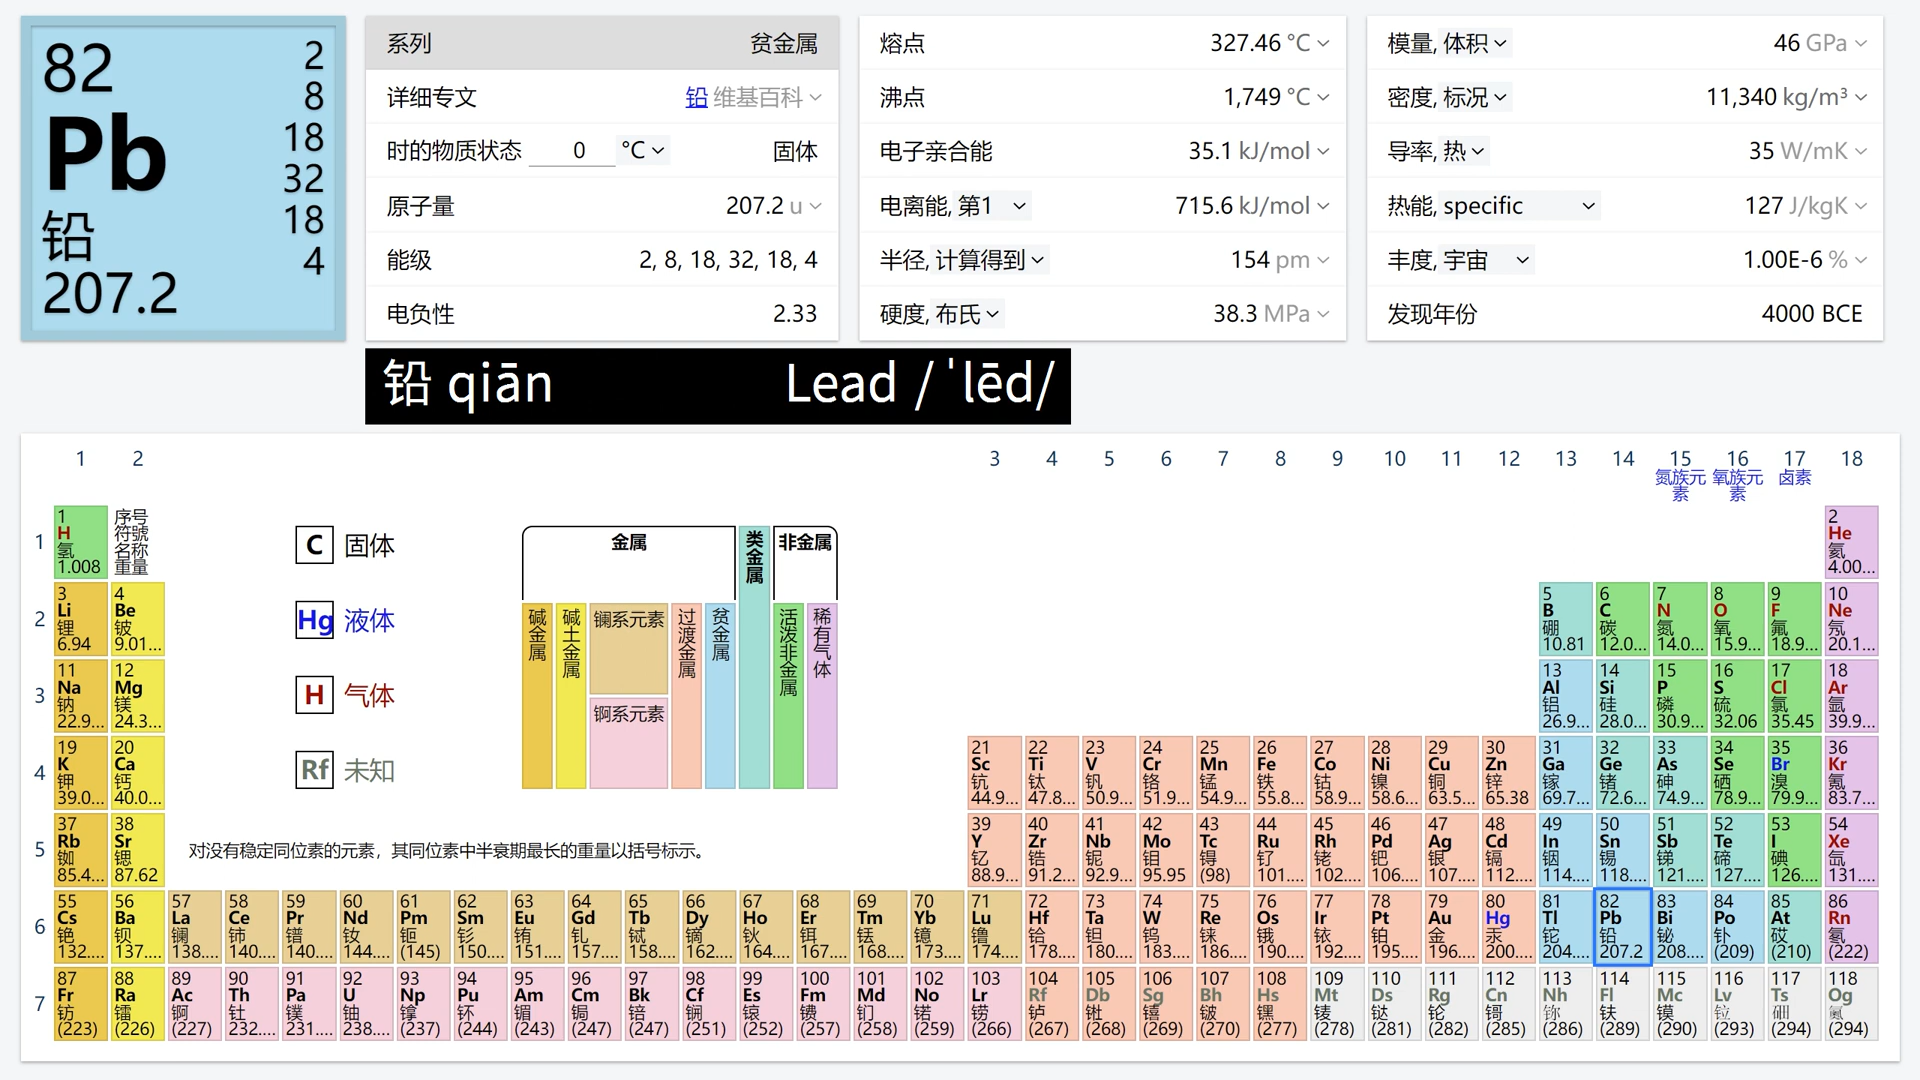 82
Pb
铅
207.2
2
8
18
32
18
4
系列 贫金属
详细专文 铅 维基百科
时的物质状态 0 °C 固体
原子量 207.2 u
能级 2, 8, 18, 32, 18, 4
电负性 2.33
熔点 327.46 °C
沸点 1,749 °C
电子亲合能 35.1 kJ/mol
电离能, 第1 715.6 kJ/mol
半径, 计算得到 154 pm
硬度, 布氏 38.3 MPa
模量, 体积 46 GPa
密度, 标况 11,340 kg/m³
导率, 热 35 W/mK
热能, specific 127 J/kgK
丰度, 宇宙 1.00E-6 %
发现年份 4000 BCE
铅 qiān Lead /ˈlēd/
1 2 3 4 5 6 7 8 9 10 11 12 13 14 15 16 17 18
氮族元素 氧族元素 卤素
序号
符號
名称
重量
C 固体
Hg 液体
H 气体
Rf 未知
金属 类金属 非金属
碱金属 碱土金属 镧系元素 锕系元素 过渡金属 贫金属 活泼非金属 稀有气体
对没有稳定同位素的元素，其同位素中半衰期最长的重量以括号标示。
1
1 H 氢 1.008
2 He 氦 4.00...
2
3 Li 锂 6.94
4 Be 铍 9.01...
5 B 硼 10.81
6 C 碳 12.0...
7 N 氮 14.0...
8 O 氧 15.9...
9 F 氟 18.9...
10 Ne 氖 20.1...
3
11 Na 钠 22.9...
12 Mg 镁 24.3...
13 Al 铝 26.9...
14 Si 硅 28.0...
15 P 磷 30.9...
16 S 硫 32.06
17 Cl 氯 35.45
18 Ar 氩 39.9...
4
19 K 钾 39.0...
20 Ca 钙 40.0...
21 Sc 钪 44.9...
22 Ti 钛 47.8...
23 V 钒 50.9...
24 Cr 铬 51.9...
25 Mn 锰 54.9...
26 Fe 铁 55.8...
27 Co 钴 58.9...
28 Ni 镍 58.6...
29 Cu 铜 63.5...
30 Zn 锌 65.38
31 Ga 镓 69.7...
32 Ge 锗 72.6...
33 As 砷 74.9...
34 Se 硒 78.9...
35 Br 溴 79.9...
36 Kr 氪 83.7...
5
37 Rb 铷 85.4...
38 Sr 锶 87.62
39 Y 钇 88.9...
40 Zr 锆 91.2...
41 Nb 铌 92.9...
42 Mo 钼 95.95
43 Tc 锝 (98)
44 Ru 钌 101....
45 Rh 铑 102....
46 Pd 钯 106....
47 Ag 银 107....
48 Cd 镉 112....
49 In 铟 114....
50 Sn 锡 118....
51 Sb 锑 121....
52 Te 碲 127....
53 I 碘 126....
54 Xe 氙 131....
6
55 Cs 铯 132....
56 Ba 钡 137....
57 La 镧 138....
58 Ce 铈 140....
59 Pr 镨 140....
60 Nd 钕 144....
61 Pm 钷 (145)
62 Sm 钐 150....
63 Eu 铕 151....
64 Gd 钆 157....
65 Tb 铽 158....
66 Dy 镝 162....
67 Ho 钬 164....
68 Er 铒 167....
69 Tm 铥 168....
70 Yb 镱 173....
71 Lu 镥 174....
72 Hf 铪 178....
73 Ta 钽 180....
74 W 钨 183....
75 Re 铼 186....
76 Os 锇 190....
77 Ir 铱 192....
78 Pt 铂 195....
79 Au 金 196....
80 Hg 汞 200....
81 Tl 铊 204....
82 Pb 铅 207.2
83 Bi 铋 208....
84 Po 钋 (209)
85 At 砹 (210)
86 Rn 氡 (222)
7
87 Fr 钫 (223)
88 Ra 镭 (226)
89 Ac 锕 (227)
90 Th 钍 232....
91 Pa 镤 231....
92 U 铀 238....
93 Np 镎 (237)
94 Pu 钚 (244)
95 Am 镅 (243)
96 Cm 锔 (247)
97 Bk 锫 (247)
98 Cf 锎 (251)
99 Es 锿 (252)
100 Fm 镄 (257)
101 Md 钔 (258)
102 No 锘 (259)
103 Lr 铹 (266)
104 Rf 𬬻 (267)
105 Db 𬭊 (268)
106 Sg 𬭳 (269)
107 Bh 𬭛 (270)
108 Hs 𬭶 (277)
109 Mt 鿏 (278)
110 Ds 𫟼 (281)
111 Rg 𬬭 (282)
112 Cn 鿔 (285)
113 Nh 鿭 (286)
114 Fl 𫓧 (289)
115 Mc 镆 (290)
116 Lv 𫟷 (293)
117 Ts 鿬 (294)
118 Og 鿫 (294)